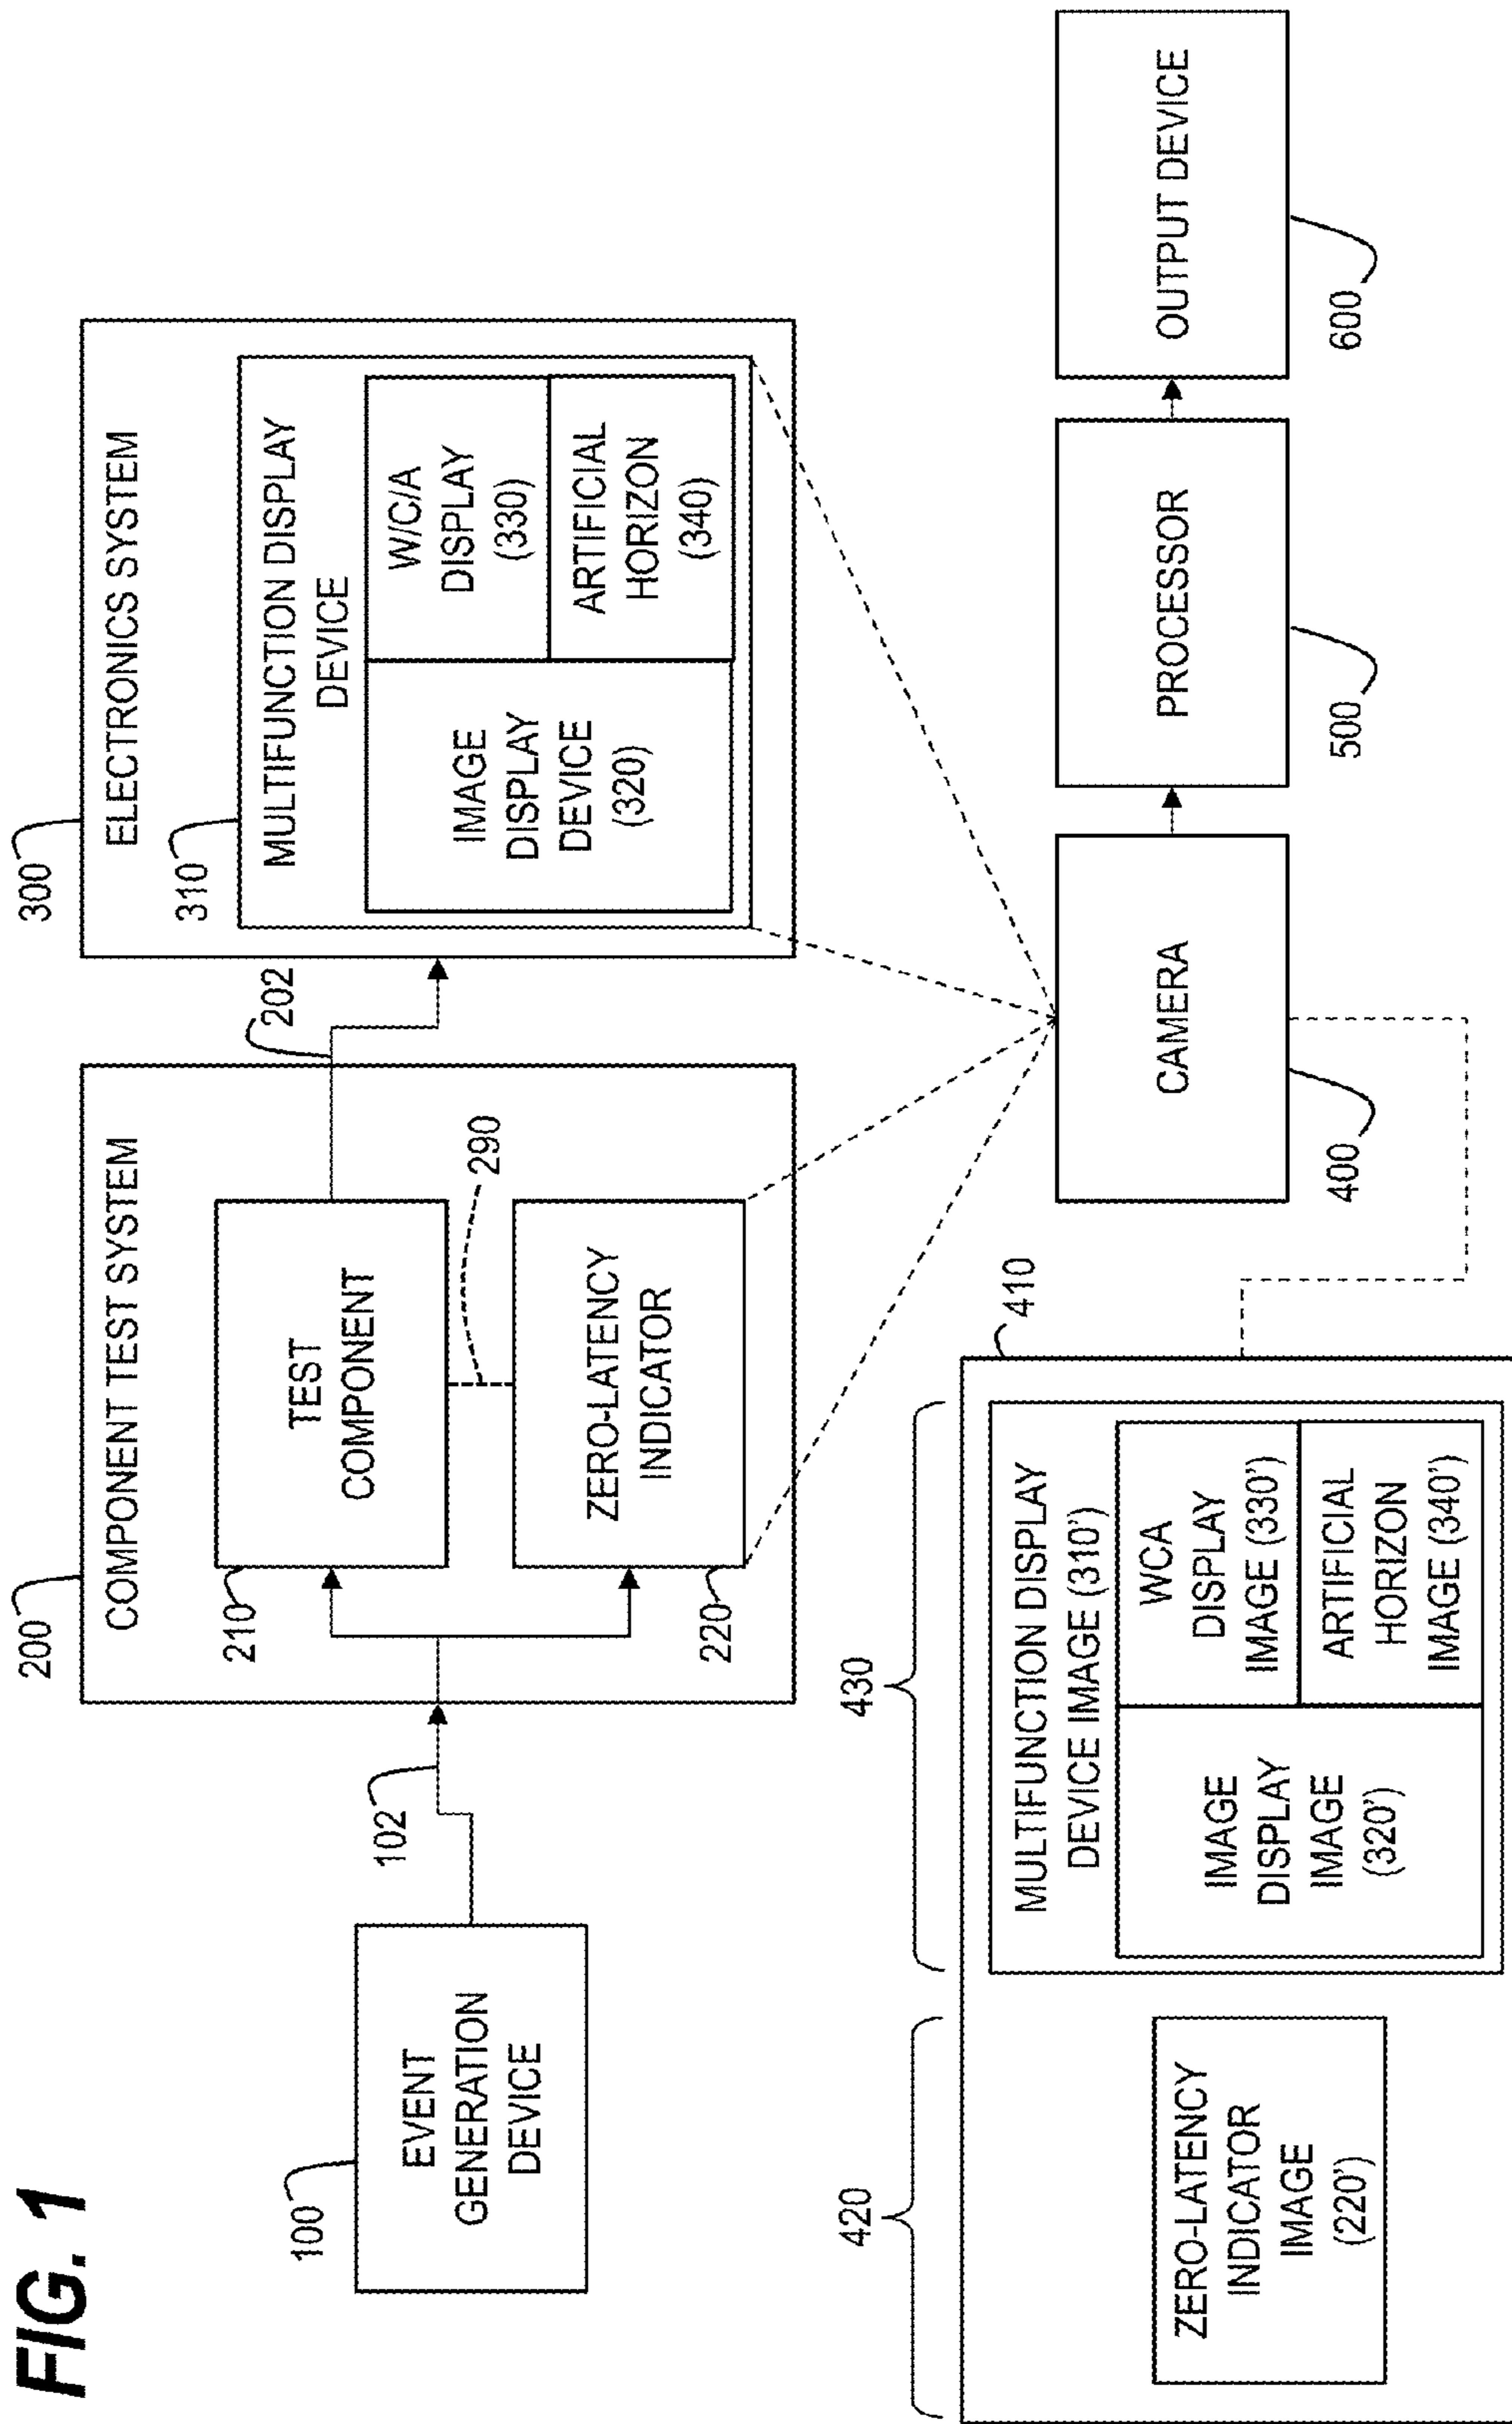 FIG. 1
100
EVENT
GENERATION
DEVICE
102
200
COMPONENT TEST SYSTEM
210
TEST
COMPONENT
290
220
ZERO-LATENCY
INDICATOR
202
300
ELECTRONICS SYSTEM
310
MULTIFUNCTION DISPLAY
DEVICE
IMAGE
DISPLAY
DEVICE
(320)
W/C/A
DISPLAY
(330)
ARTIFICIAL
HORIZON
(340)
420
ZERO-LATENCY
INDICATOR
IMAGE
(220')
430
MULTIFUNCTION DISPLAY
DEVICE IMAGE (310')
IMAGE
DISPLAY
IMAGE
(320')
WCA
DISPLAY
IMAGE (330')
ARTIFICIAL
HORIZON
IMAGE (340')
410
CAMERA
400
PROCESSOR
500
OUTPUT DEVICE
600